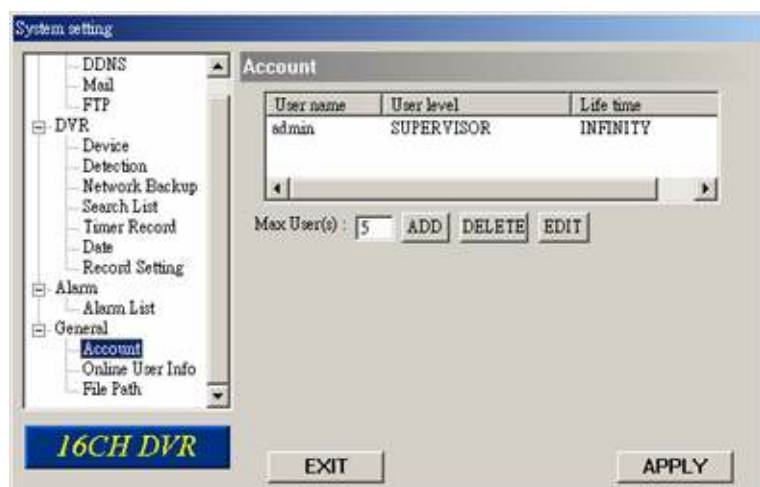 System setting
DDNS
Mail
FTP
DVR
Device
Detection
Network Backup
Search List
Timer Record
Date
Record Setting
Alarm
Alarm List
General
Account
Online User Info
File Path
16CH DVR
Account
User name User level Life time
admin SUPERVISOR INFINITY
Max User(s) : 5 ADD DELETE EDIT
EXIT APPLY